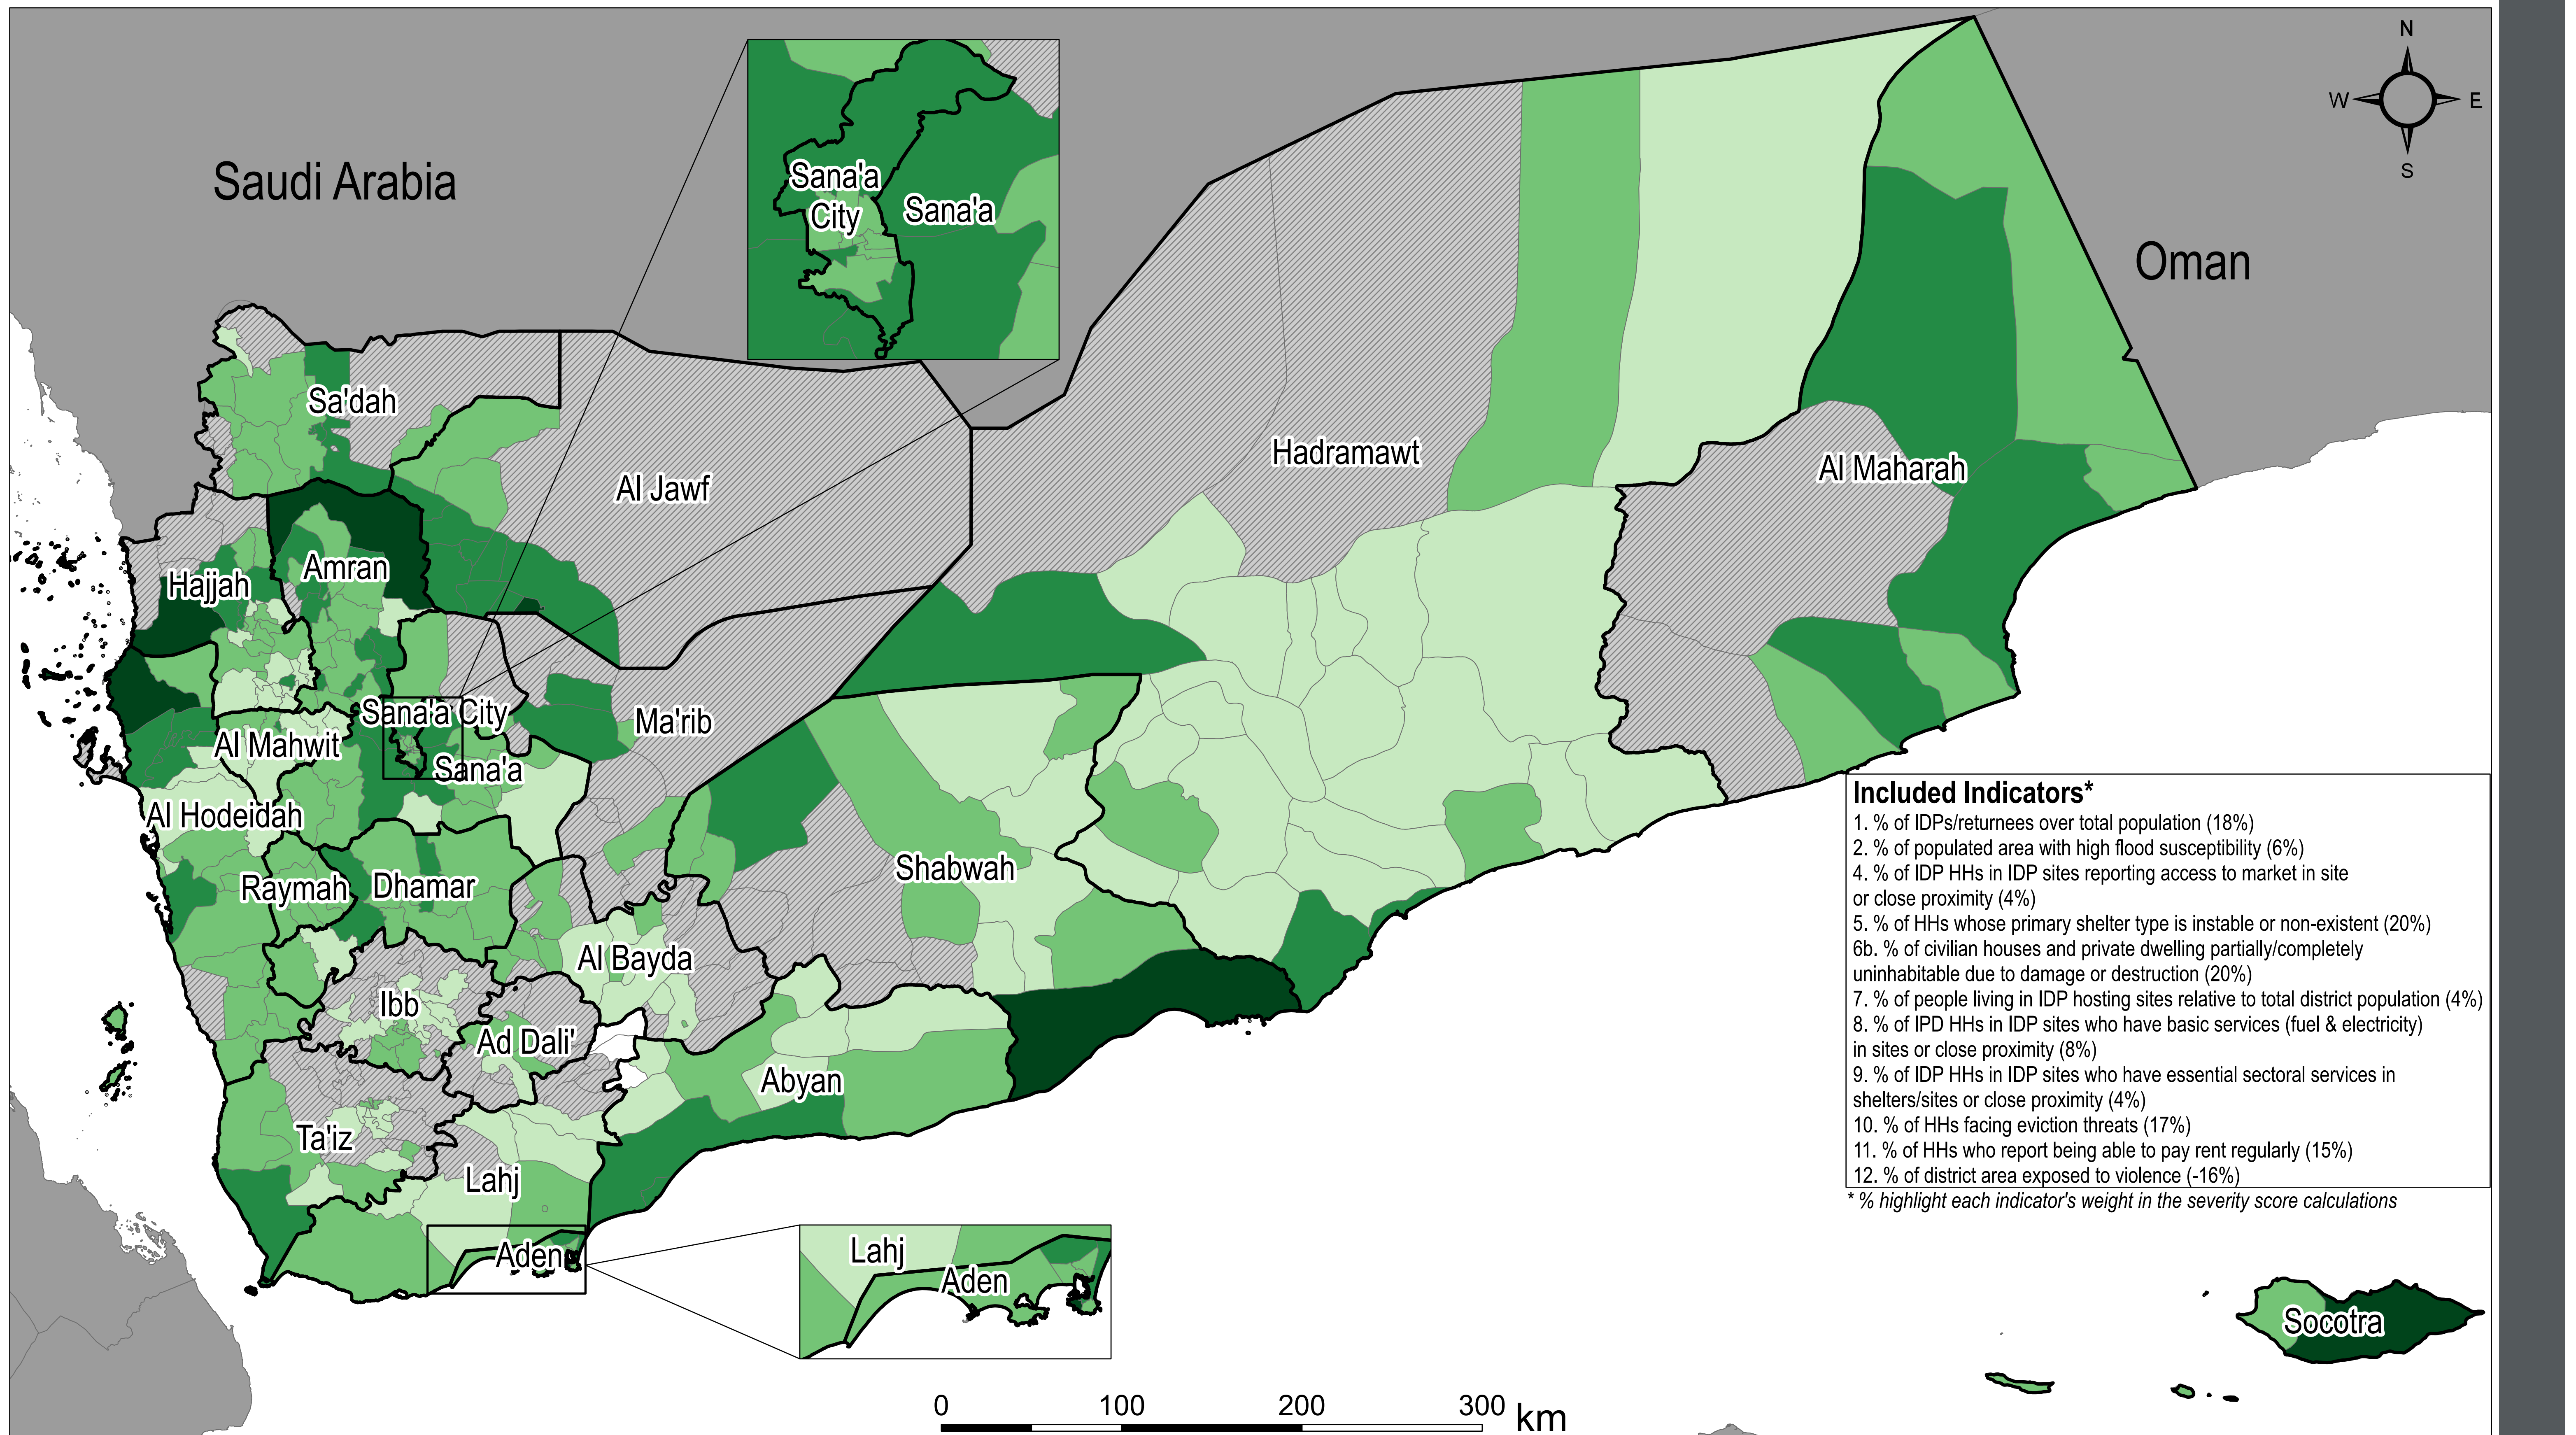 N
W
E
S
Saudi Arabia
Oman
Sana'a
City
Sana'a
Sa'dah
Al Jawf
Hadramawt
Al Maharah
Amran
Hajjah
Sana'a City
Ma'rib
Al Mahwit
Sana'a
Al Hodeidah
Shabwah
Raymah
Dhamar
Al Bayda
Ibb
Ad Dali'
Abyan
Ta'iz
Lahj
Aden
Lahj
Aden
Socotra
Included Indicators*
1. % of IDPs/returnees over total population (18%)
2. % of populated area with high flood susceptibility (6%)
4. % of IDP HHs in IDP sites reporting access to market in site
or close proximity (4%)
5. % of HHs whose primary shelter type is instable or non-existent (20%)
6b. % of civilian houses and private dwelling partially/completely
uninhabitable due to damage or destruction (20%)
7. % of people living in IDP hosting sites relative to total district population (4%)
8. % of IPD HHs in IDP sites who have basic services (fuel & electricity)
in sites or close proximity (8%)
9. % of IDP HHs in IDP sites who have essential sectoral services in
shelters/sites or close proximity (4%)
10. % of HHs facing eviction threats (17%)
11. % of HHs who report being able to pay rent regularly (15%)
12. % of district area exposed to violence (-16%)
* % highlight each indicator's weight in the severity score calculations
0 100 200 300 km